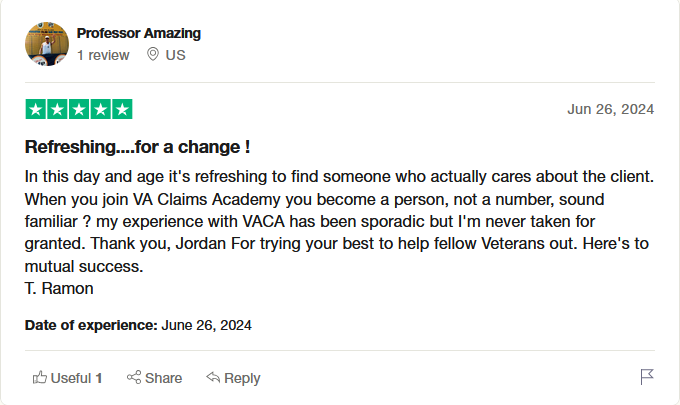 Professor Amazing
1 review US
Jun 26, 2024
Refreshing....for a change !
In this day and age it's refreshing to find someone who actually cares about the client.
When you join VA Claims Academy you become a person, not a number, sound
familiar ? my experience with VACA has been sporadic but I'm never taken for
granted. Thank you, Jordan For trying your best to help fellow Veterans out. Here's to
mutual success.
T. Ramon
Date of experience: June 26, 2024
Useful 1 Share Reply